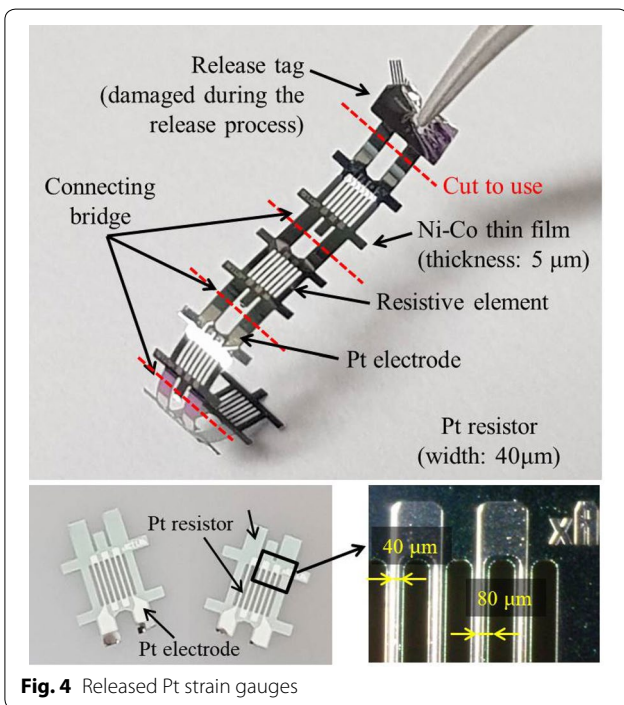 Release tag
(damaged during the
release process)
Cut to use
Connecting
bridge
Ni-Co thin film
(thickness: 5 μm)
Resistive element
Pt electrode
Pt resistor
(width: 40μm)
Pt resistor
Pt electrode
40 μm
80 μm
Fig. 4 Released Pt strain gauges